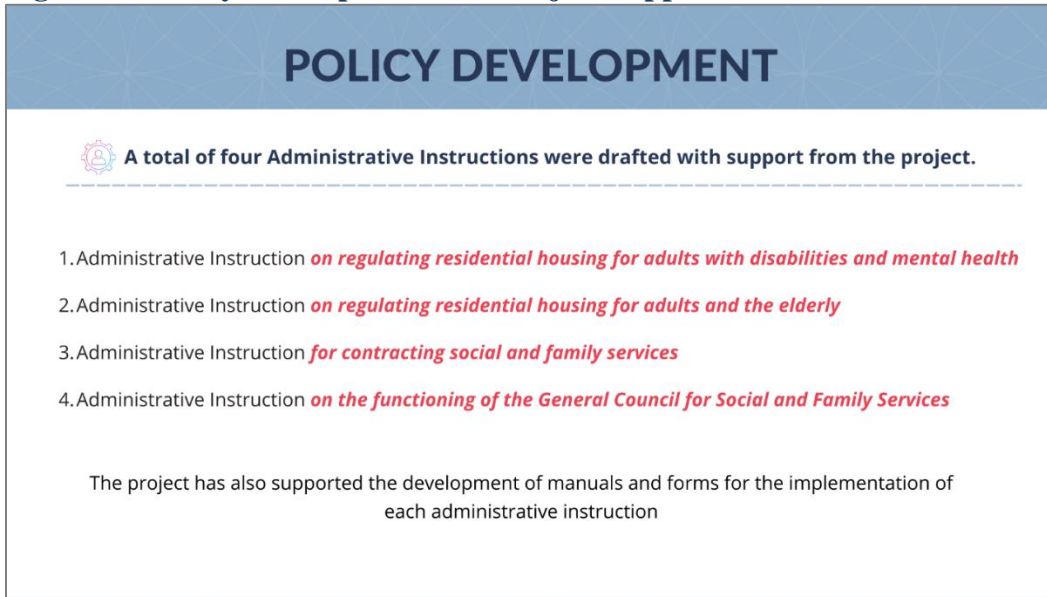 POLICY DEVELOPMENT
A total of four Administrative Instructions were drafted with support from the project.
1. Administrative Instruction on regulating residential housing for adults with disabilities and mental health
2. Administrative Instruction on regulating residential housing for adults and the elderly
3. Administrative Instruction for contracting social and family services
4. Administrative Instruction on the functioning of the General Council for Social and Family Services
The project has also supported the development of manuals and forms for the implementation of
each administrative instruction